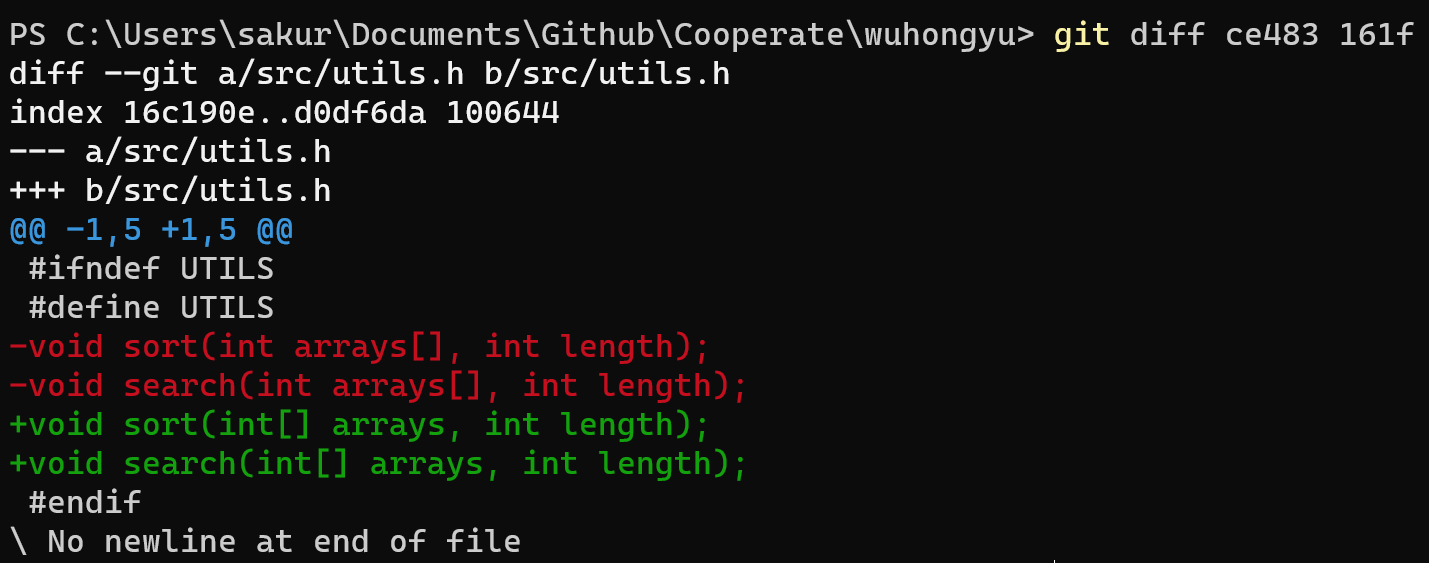 PS C:\Users\sakur\Documents\Github\Cooperate\wuhongyu> git diff ce483 161f
diff --git a/src/utils.h b/src/utils.h
index 16c190e..d0df6da 100644
--- a/src/utils.h
+++ b/src/utils.h
@@ -1,5 +1,5 @@
 #ifndef UTILS
 #define UTILS
-void sort(int arrays[], int length);
-void search(int arrays[], int length);
+void sort(int[] arrays, int length);
+void search(int[] arrays, int length);
 #endif
\ No newline at end of file